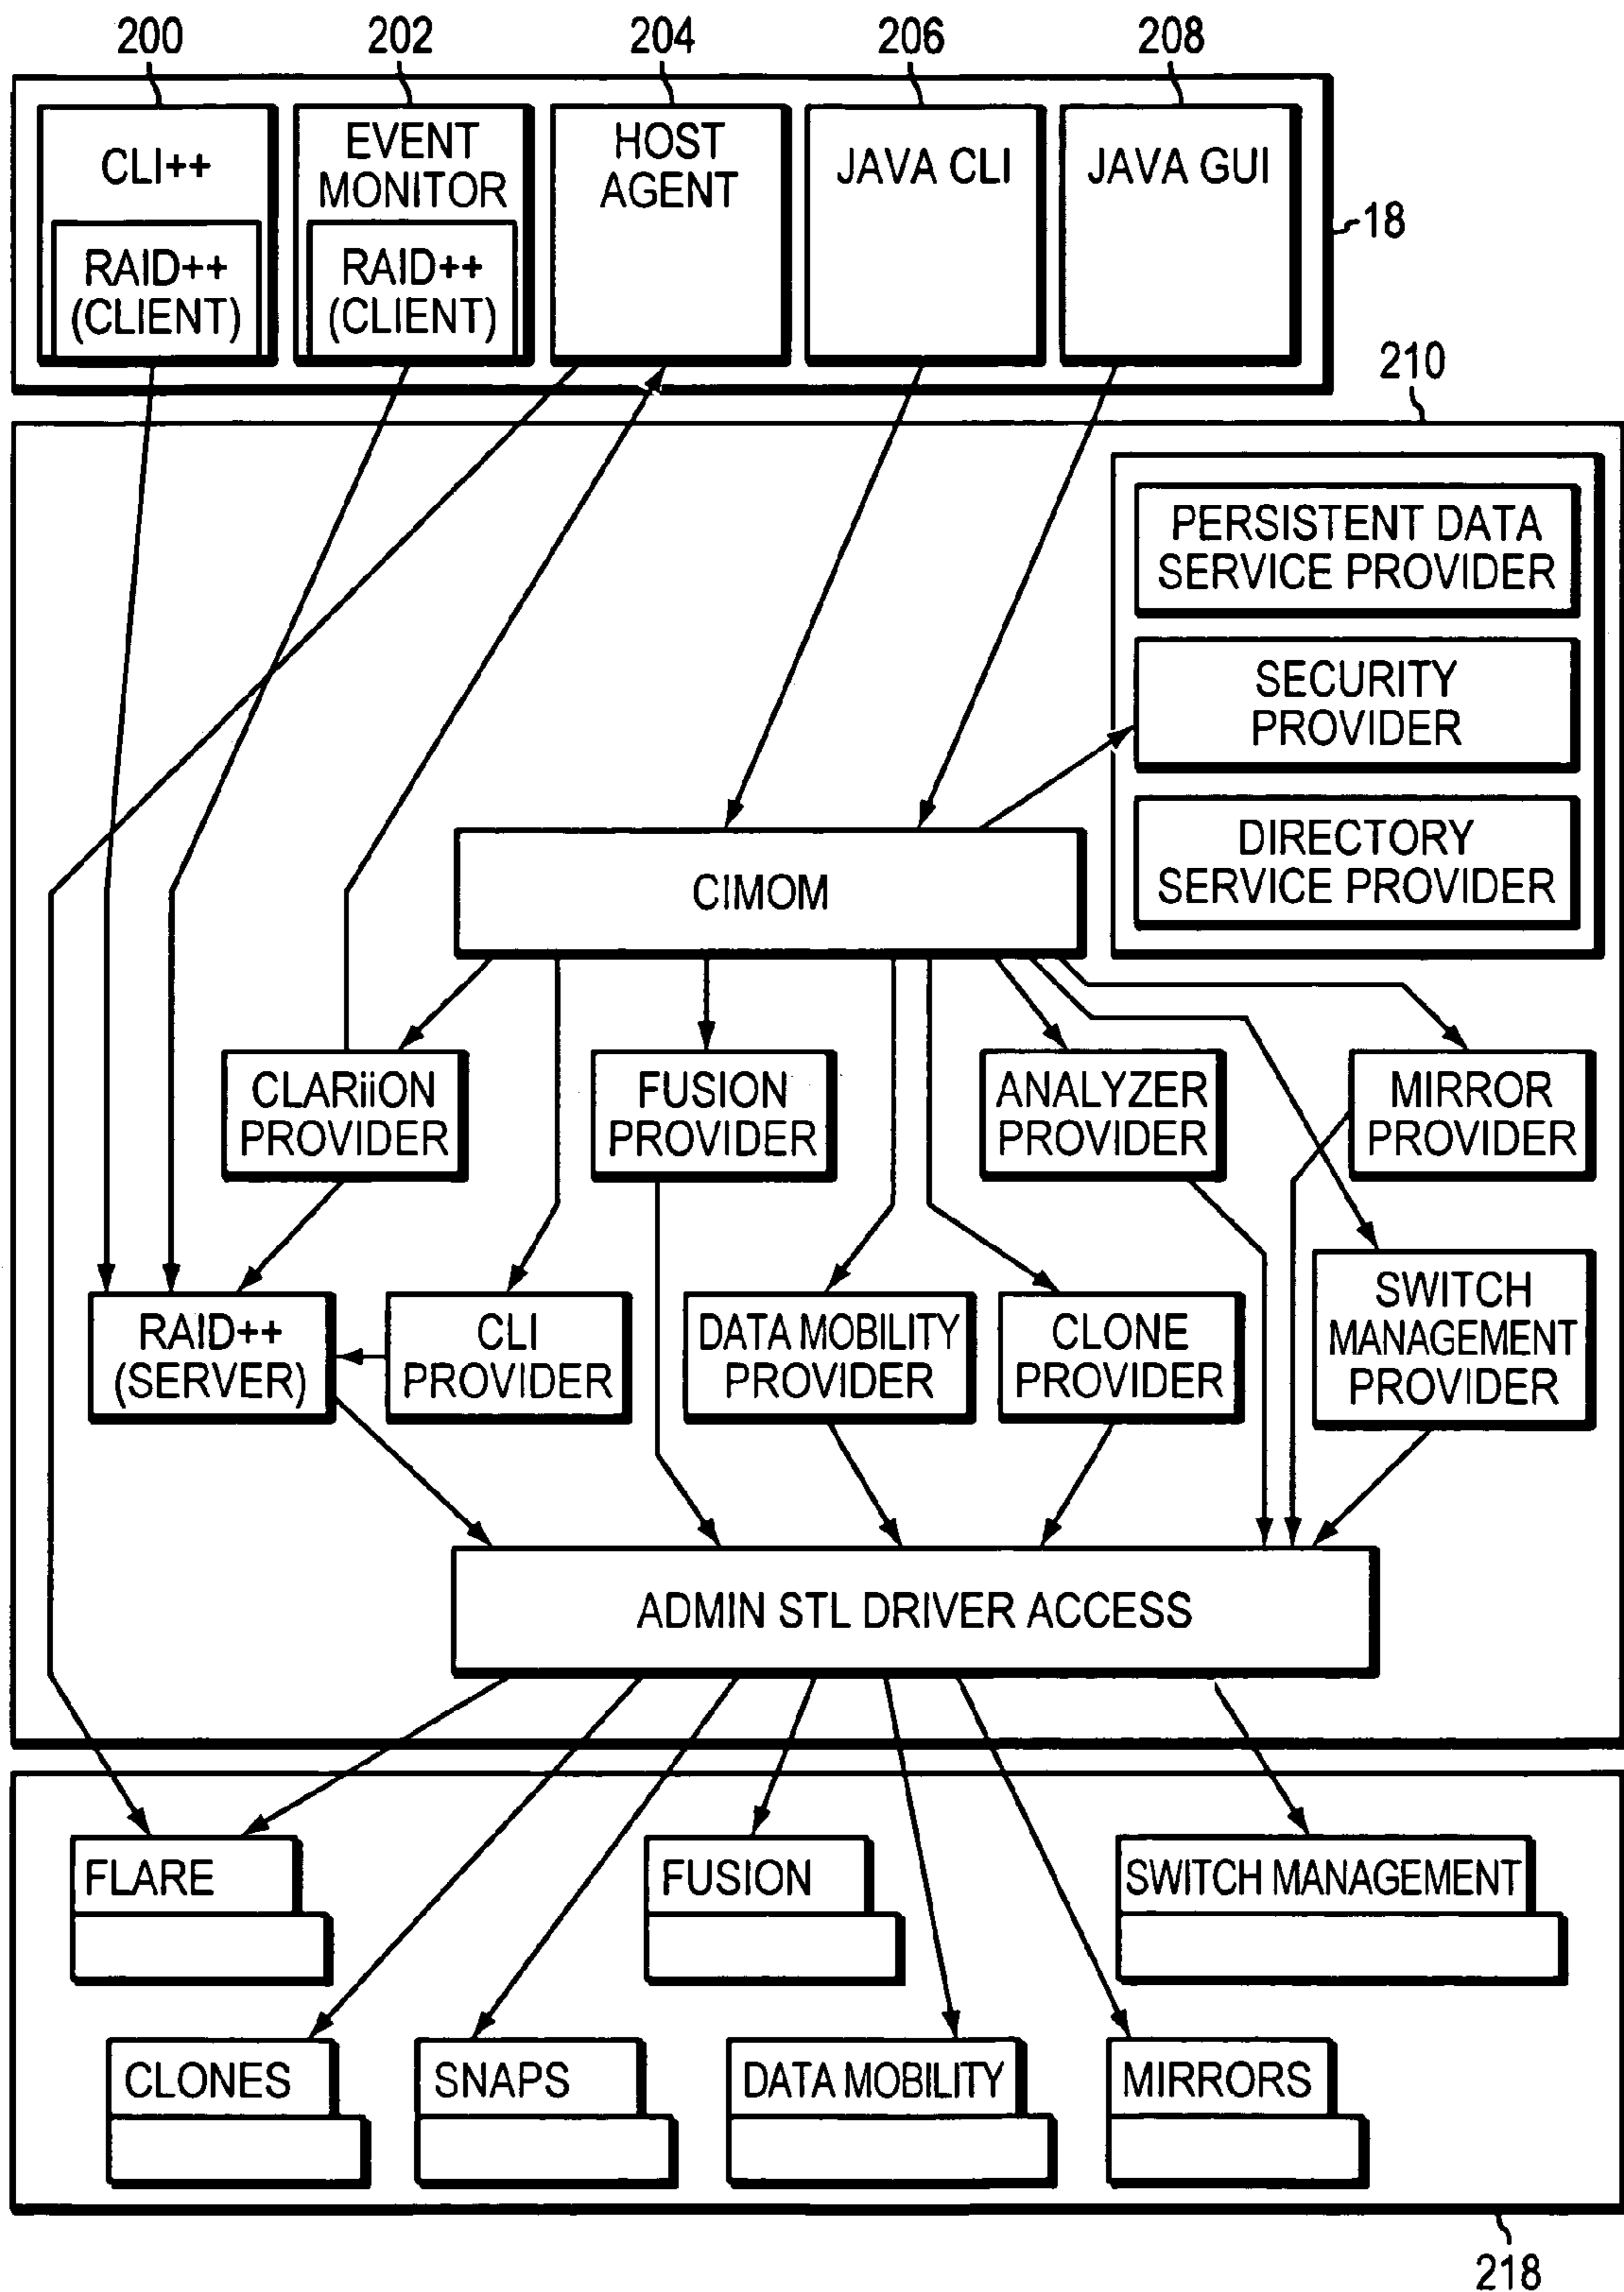 200
202
204
206
208
CLI++
RAID++
(CLIENT)
EVENT
MONITOR
RAID++
(CLIENT)
HOST
AGENT
JAVA CLI
JAVA GUI
18
210
PERSISTENT DATA
SERVICE PROVIDER
SECURITY
PROVIDER
DIRECTORY
SERVICE PROVIDER
CIMOM
CLARiiON
PROVIDER
FUSION
PROVIDER
ANALYZER
PROVIDER
MIRROR
PROVIDER
RAID++
(SERVER)
CLI
PROVIDER
DATA MOBILITY
PROVIDER
CLONE
PROVIDER
SWITCH
MANAGEMENT
PROVIDER
ADMIN STL DRIVER ACCESS
FLARE
FUSION
SWITCH MANAGEMENT
CLONES
SNAPS
DATA MOBILITY
MIRRORS
218